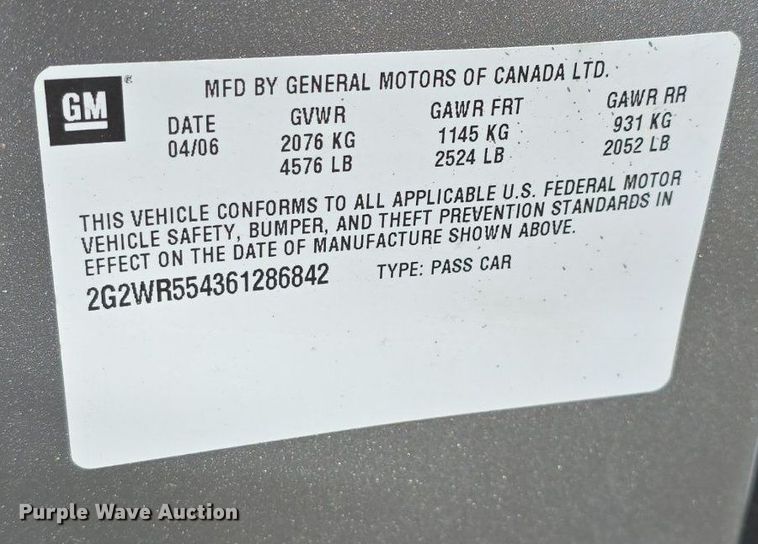 GM®
MFD BY GENERAL MOTORS OF CANADA LTD.
DATE GVWR GAWR FRT GAWR RR
04/06 2076 KG 1145 KG 931 KG
4576 LB 2524 LB 2052 LB
THIS VEHICLE CONFORMS TO ALL APPLICABLE U.S. FEDERAL MOTOR
VEHICLE SAFETY, BUMPER, AND THEFT PREVENTION STANDARDS IN
EFFECT ON THE DATE OF MANUFACTURE SHOWN ABOVE.
2G2WR554361286842 TYPE: PASS CAR
Purple Wave Auction